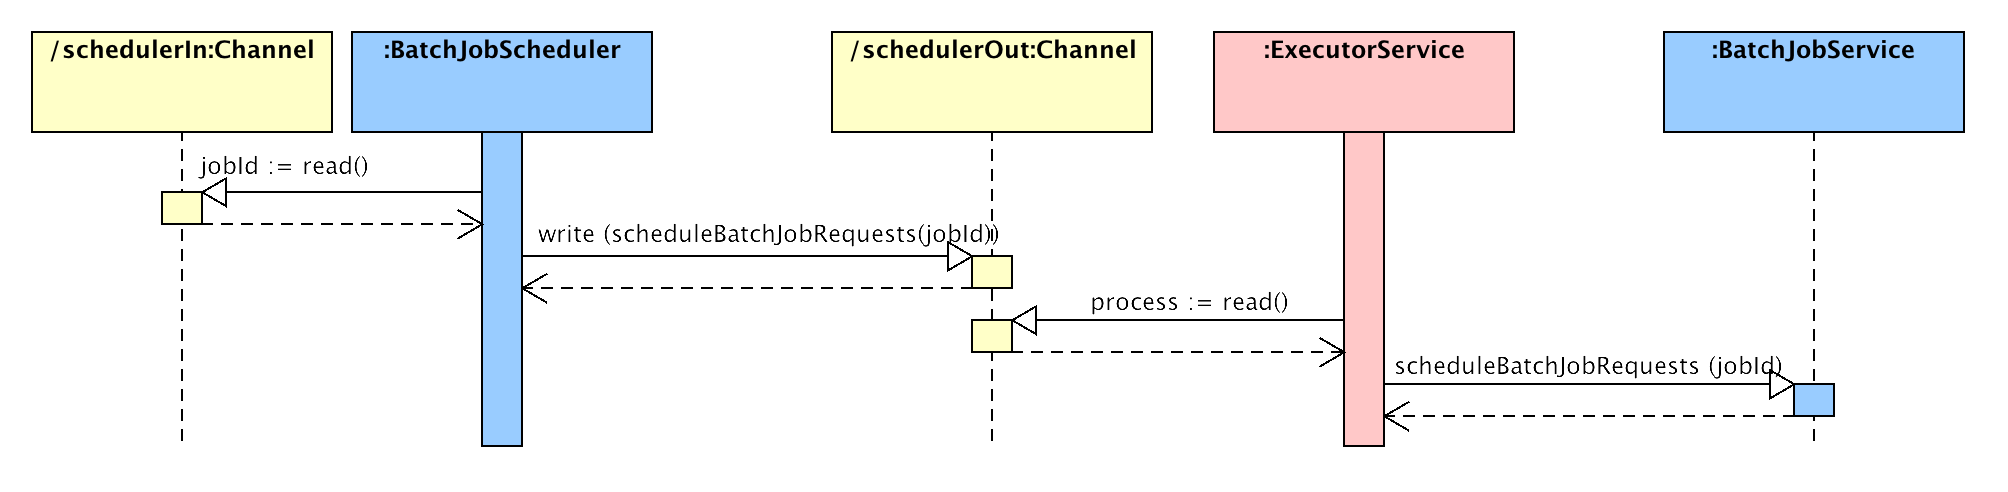 /schedulerIn:Channel
:BatchJobScheduler
/schedulerOut:Channel
:ExecutorService
:BatchJobService
jobId := read()
write (scheduleBatchJobRequests(jobId))
process := read()
scheduleBatchJobRequests (jobId)